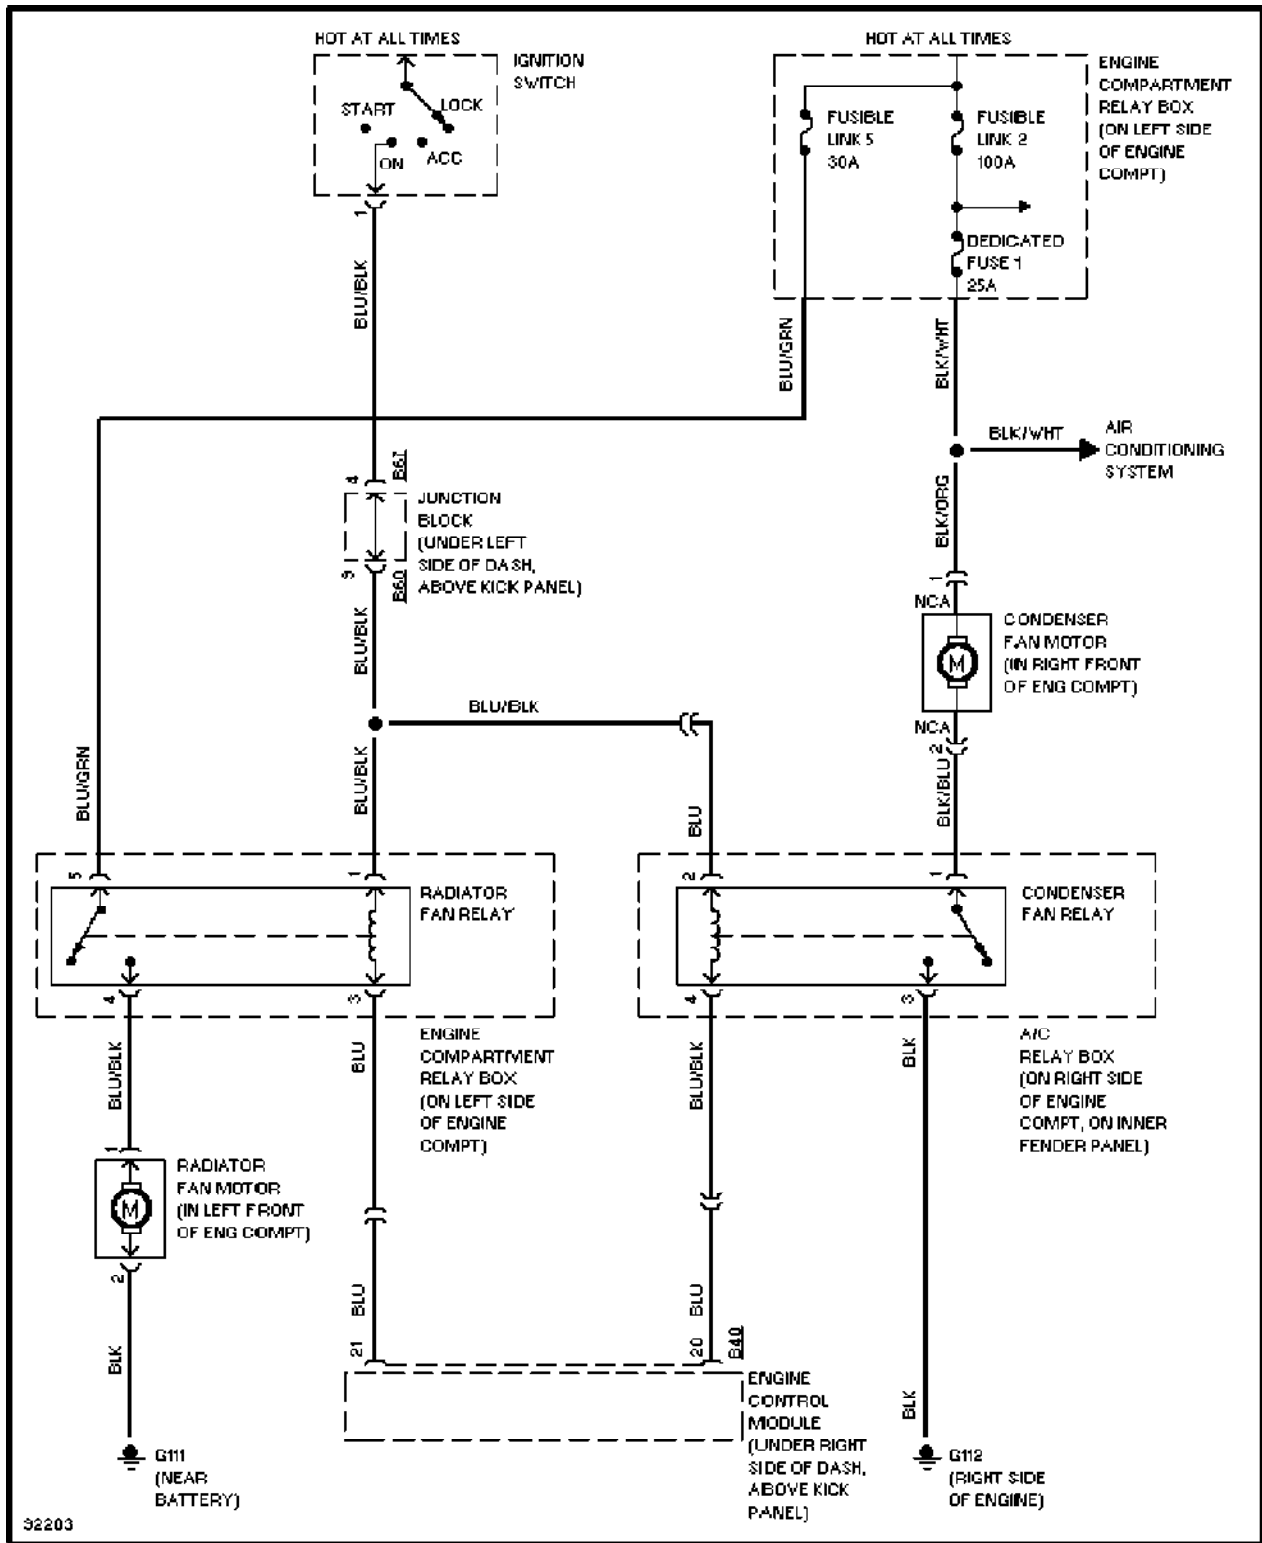 HOT AT ALL TIMES
IGNITION
SWITCH
START
LOCK
ON
ACC
1
BLU/BLK
HOT AT ALL TIMES
ENGINE
COMPARTMENT
RELAY BOX
(ON LEFT SIDE
OF ENGINE
COMPT)
FUSIBLE
LINK 5
30A
FUSIBLE
LINK 2
100A
DEDICATED
FUSE 1
25A
BLU/GRN
BLK/WHT
BLK/WHT
AIR
CONDITIONING
SYSTEM
4
B67
JUNCTION
BLOCK
(UNDER LEFT
SIDE OF DASH,
ABOVE KICK PANEL)
9
B60
BLU/BLK
BLK/ORG
1
NCA
CONDENSER
FAN MOTOR
(IN RIGHT FRONT
OF ENG COMPT)
M
NCA
2
BLU/BLK
BLU/GRN
BLU/BLK
BLU
BLK/BLU
5
1
RADIATOR
FAN RELAY
2
1
CONDENSER
FAN RELAY
4
3
4
3
ENGINE
COMPARTMENT
RELAY BOX
(ON LEFT SIDE
OF ENGINE
COMPT)
A/C
RELAY BOX
(ON RIGHT SIDE
OF ENGINE
COMPT, ON INNER
FENDER PANEL)
BLU/BLK
BLU
BLU/BLK
BLK
1
RADIATOR
FAN MOTOR
(IN LEFT FRONT
OF ENG COMPT)
M
2
BLK
BLU
BLU
BLK
21
20
B40
ENGINE
CONTROL
MODULE
(UNDER RIGHT
SIDE OF DASH,
ABOVE KICK
PANEL)
G111
(NEAR
BATTERY)
G112
(RIGHT SIDE
OF ENGINE)
92203